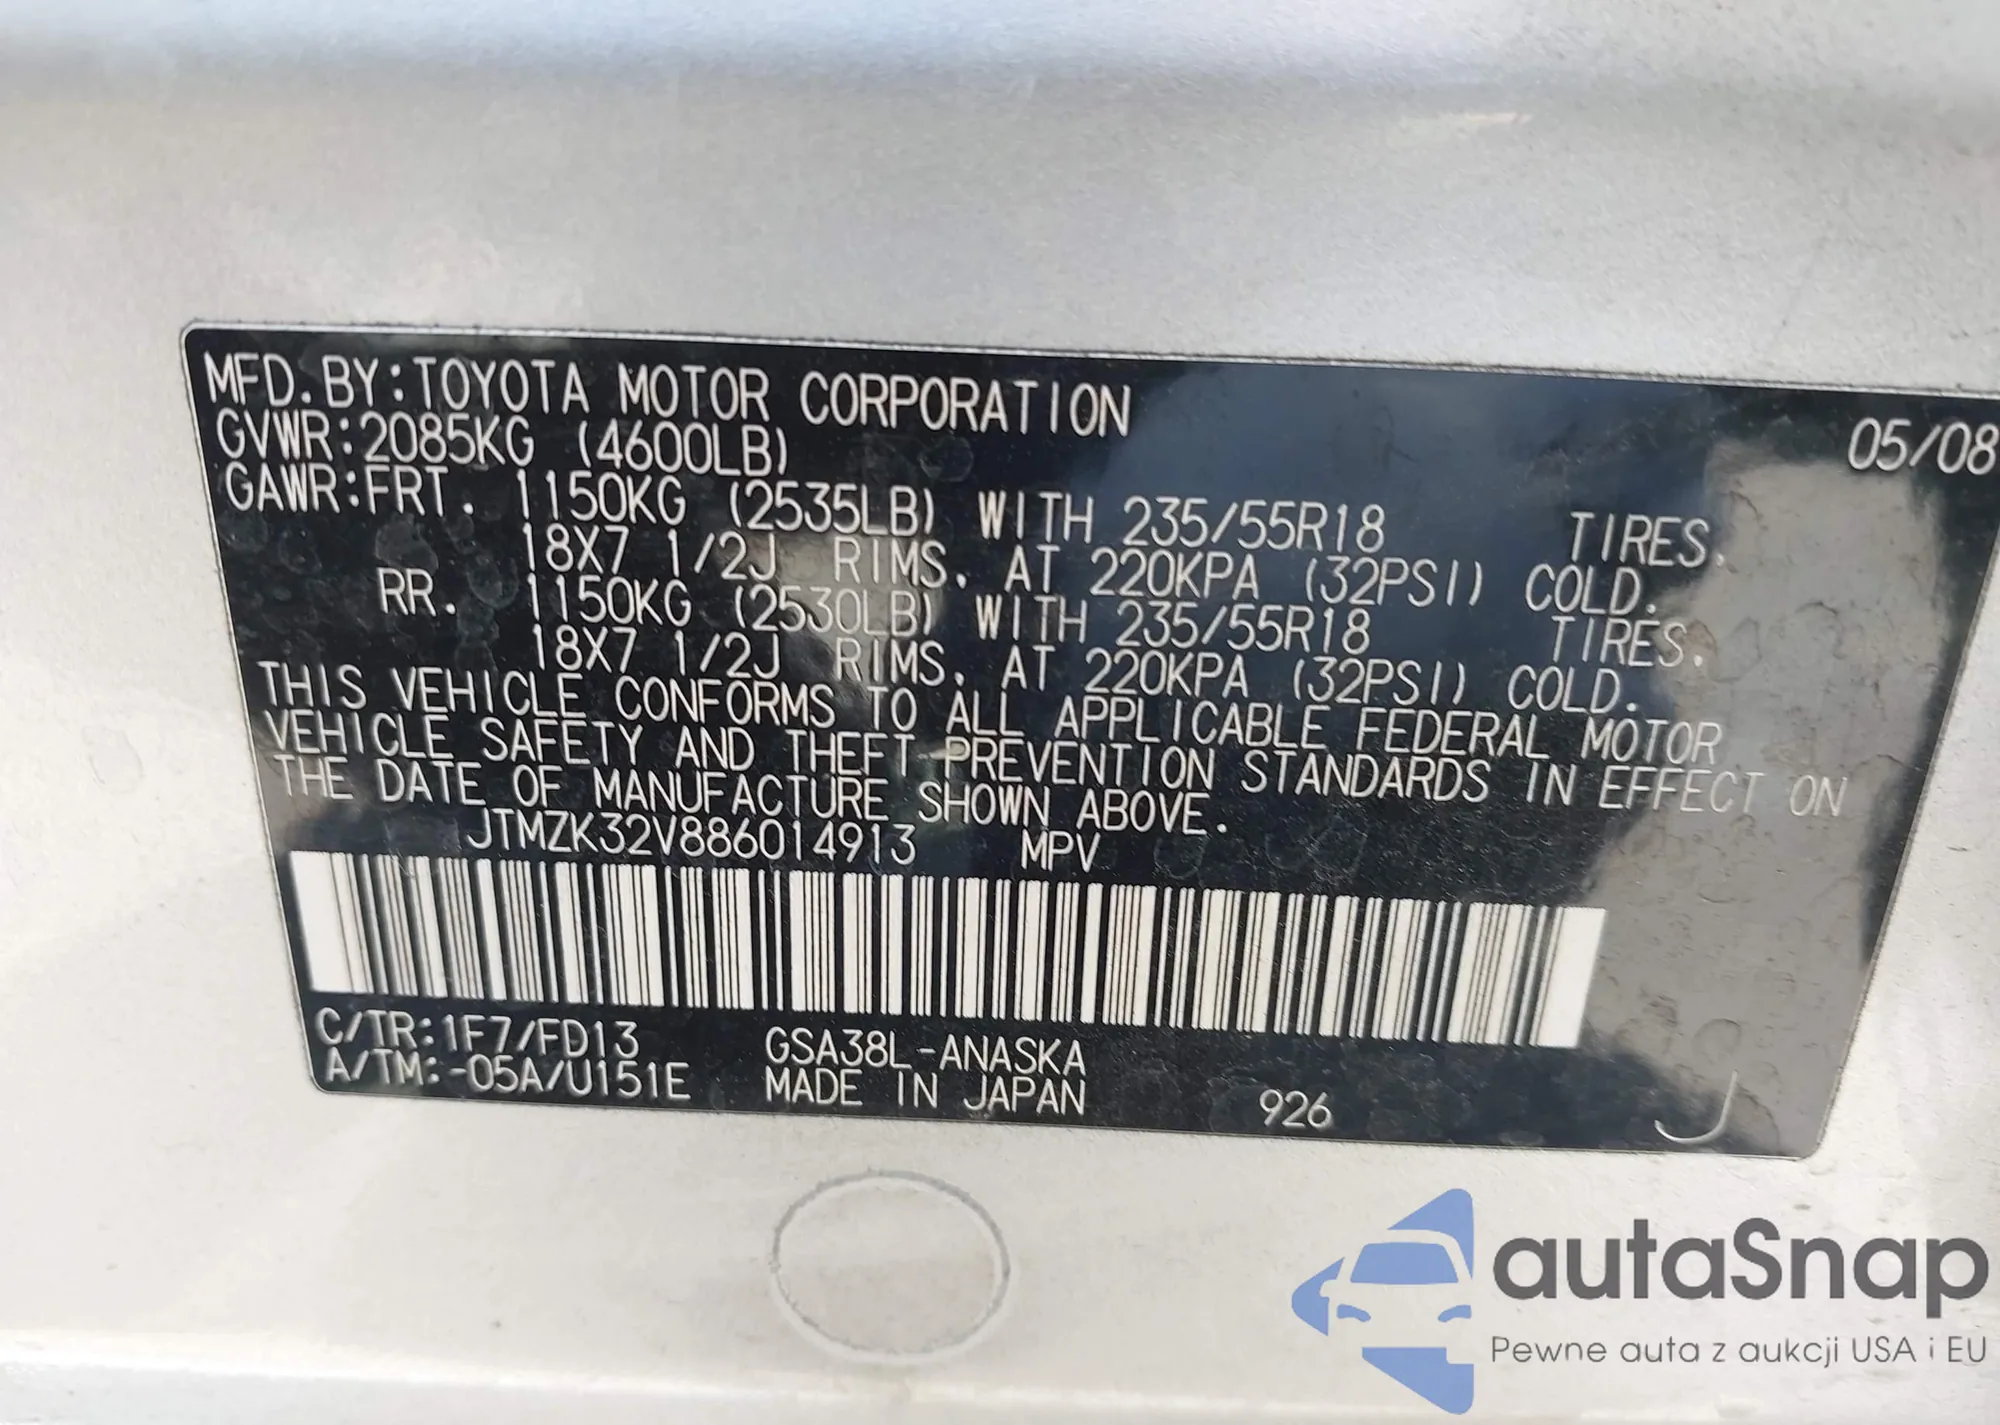 MFD. BY:TOYOTA MOTOR CORPORATION 05/08
GVWR:2085KG (4600LB)
GAWR:FRT. 1150KG (2535LB) WITH 235/55R18 TIRES.
18X7 1/2J RIMS. AT 220KPA (32PSI) COLD.
RR. 1150KG (2530LB) WITH 235/55R18 TIRES.
18X7 1/2J RIMS. AT 220KPA (32PSI) COLD.
THIS VEHICLE CONFORMS TO ALL APPLICABLE FEDERAL MOTOR
VEHICLE SAFETY AND THEFT PREVENTION STANDARDS IN EFFECT ON
THE DATE OF MANUFACTURE SHOWN ABOVE.
JTMZK32V886014913 MPV
C/TR:1F7/FD13 GSA38L-ANASKA
A/TM:-05A/U151E MADE IN JAPAN 926 J
autaSnap
Pewne auta z aukcji USA i EU